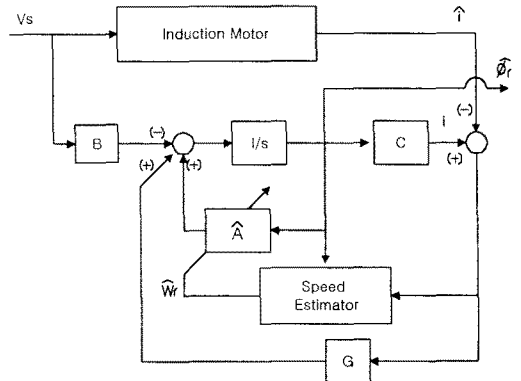 Vs
Induction Motor
î
ϕ̂r
(-)
B
(-)
I/s
C
i
(+)
(+)
(+)
Â
Ŵr
Speed
Estimator
G